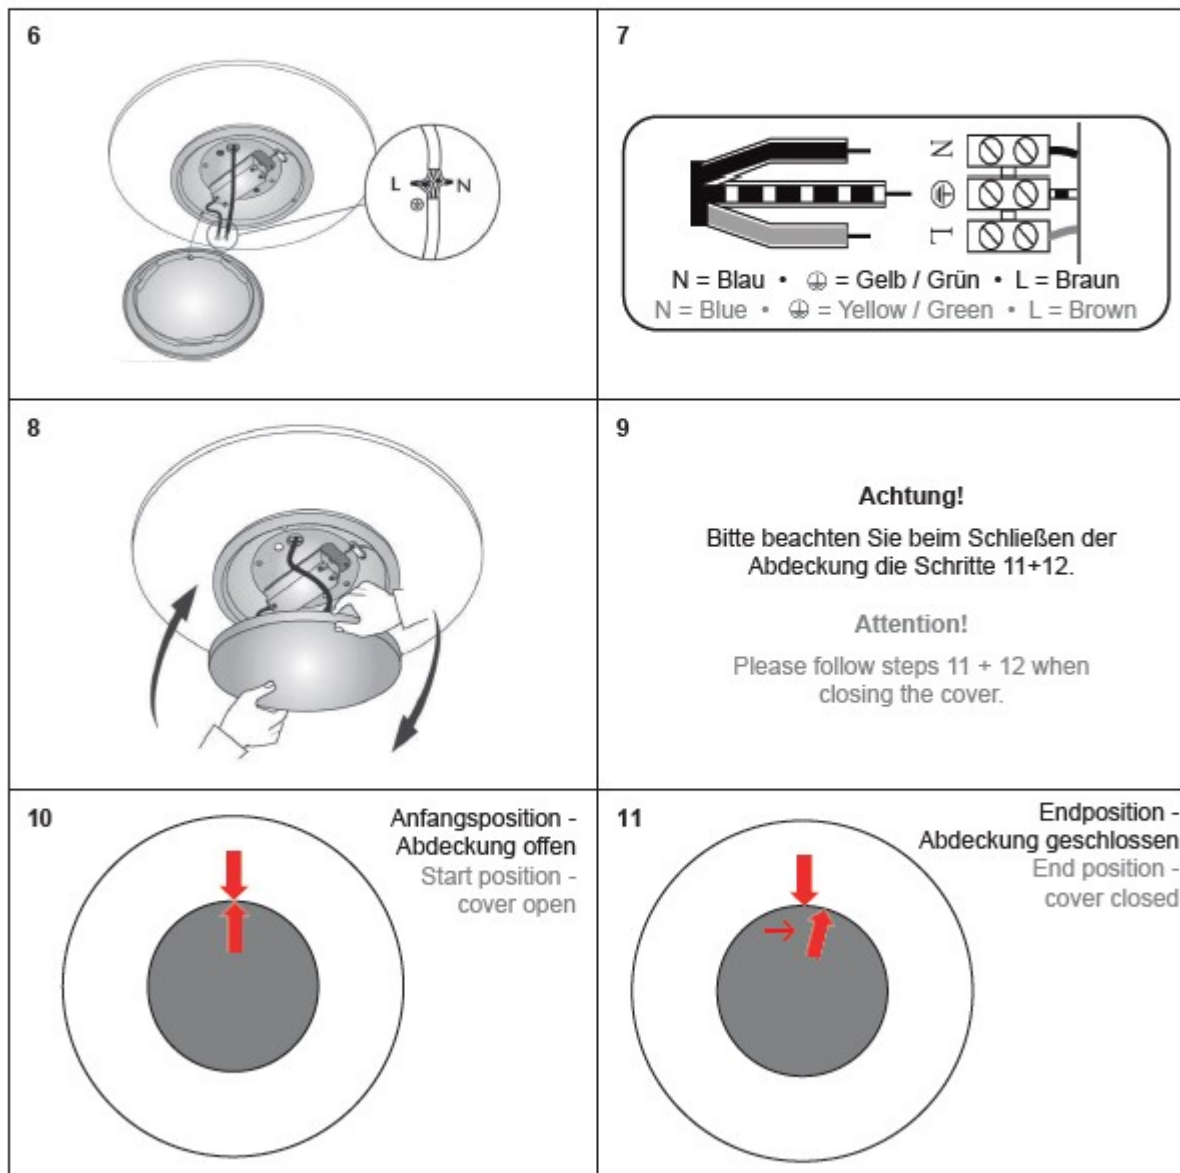 6
L N
7
N ⏚ L
N = Blau • ⏚ = Gelb / Grün • L = Braun
N = Blue • ⏚ = Yellow / Green • L = Brown
8
9
Achtung!
Bitte beachten Sie beim Schließen der
Abdeckung die Schritte 11+12.
Attention!
Please follow steps 11 + 12 when
closing the cover.
10
Anfangsposition -
Abdeckung offen
Start position -
cover open
11
Endposition -
Abdeckung geschlossen
End position -
cover closed